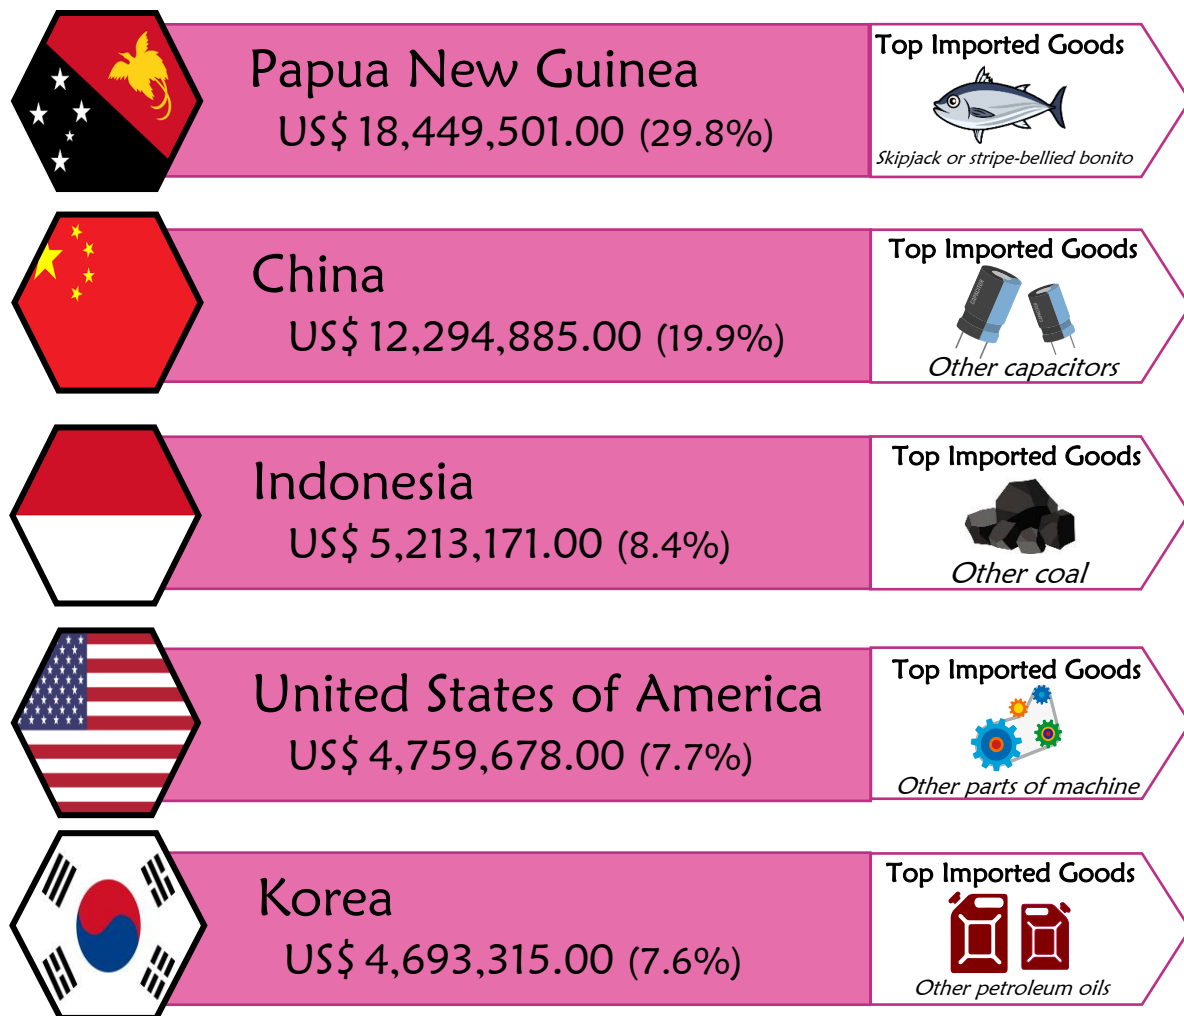 Papua New Guinea
US$ 18,449,501.00 (29.8%)
Top Imported Goods
Skipjack or stripe-bellied bonito
China
US$ 12,294,885.00 (19.9%)
Top Imported Goods
Other capacitors
Indonesia
US$ 5,213,171.00 (8.4%)
Top Imported Goods
Other coal
United States of America
US$ 4,759,678.00 (7.7%)
Top Imported Goods
Other parts of machine
Korea
US$ 4,693,315.00 (7.6%)
Top Imported Goods
Other petroleum oils